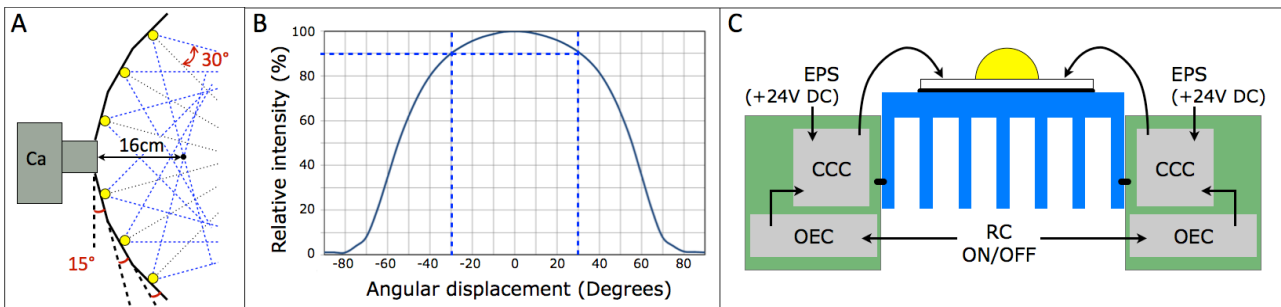 A
30°
16cm
Ca
15°
B
Relative intensity (%)
100
80
60
40
20
0
-80 -60 -40 -20 0 20 40 60 80
Angular displacement (Degrees)
C
EPS
(+24V DC)
EPS
(+24V DC)
CCC
CCC
OEC
RC
ON/OFF
OEC